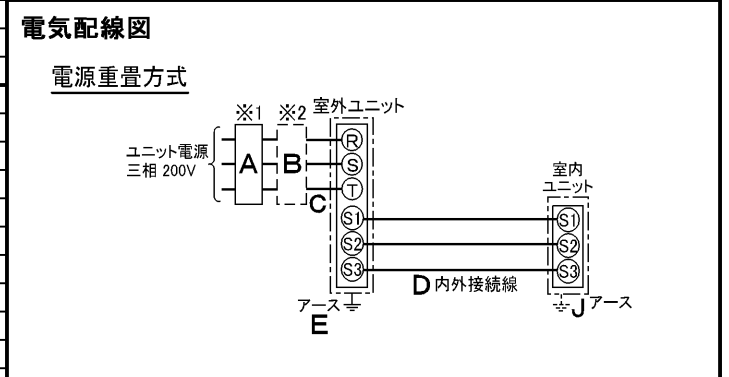 電気配線図
電源重畳方式
※1
※2
室外ユニット
ユニット電源
三相 200V
A
B
C
R
S
T
S1
S2
S3
室内
ユニット
S1
S2
S3
D 内外接続線
アース
E
J アース